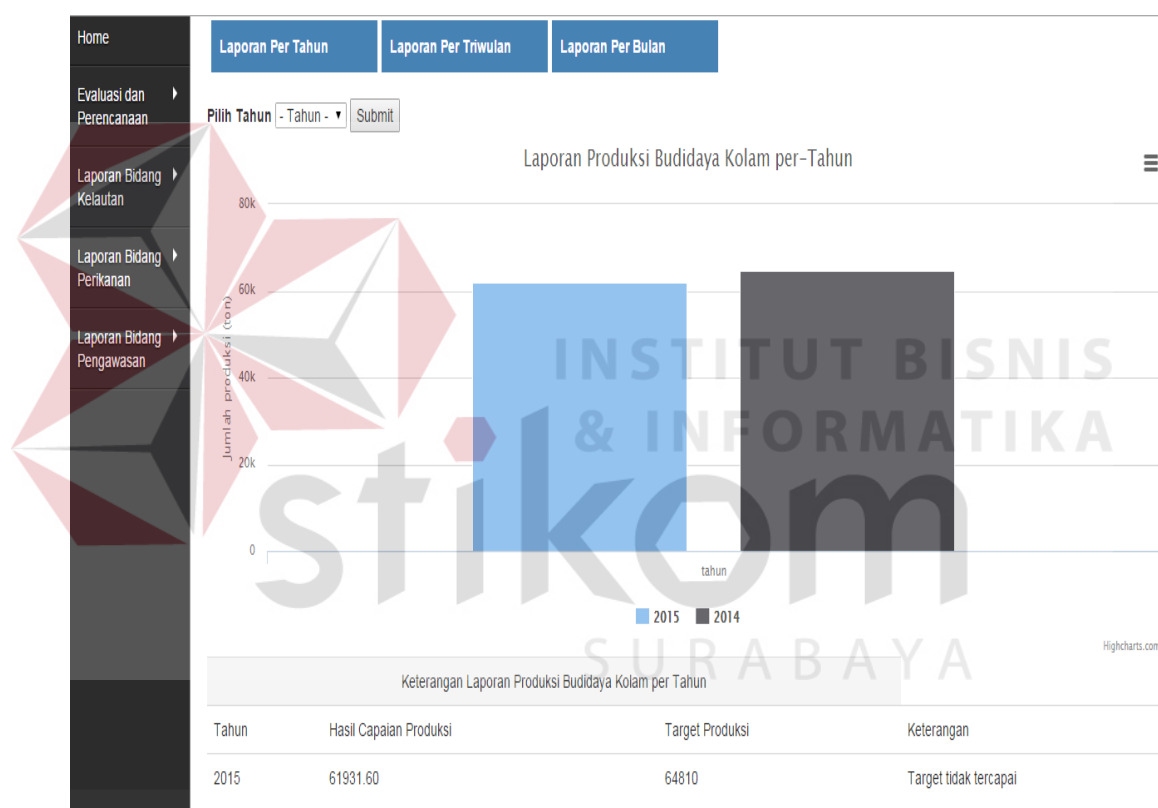 Home
Evaluasi dan
Perencanaan
Laporan Bidang
Kelautan
Laporan Bidang
Perikanan
Laporan Bidang
Pengawasan
Laporan Per Tahun
Laporan Per Triwulan
Laporan Per Bulan
Pilih Tahun - Tahun - Submit
Laporan Produksi Budidaya Kolam per-Tahun
Jumlah produksi (ton)
80k
60k
40k
20k
0
tahun
2015 2014
Highcharts.com
INSTITUT BISNIS
& INFORMATIKA
stikom
SURABAYA
Keterangan Laporan Produksi Budidaya Kolam per Tahun
Tahun Hasil Capaian Produksi Target Produksi Keterangan
2015 61931.60 64810 Target tidak tercapai